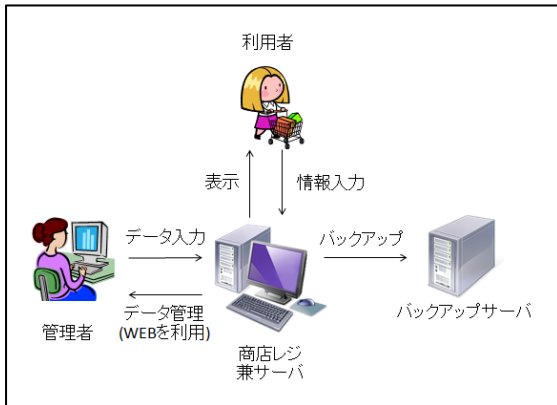 利用者
表示
情報入力
データ入力
バックアップ
データ管理
(WEBを利用)
管理者
商店レジ
兼サーバ
バックアップサーバ